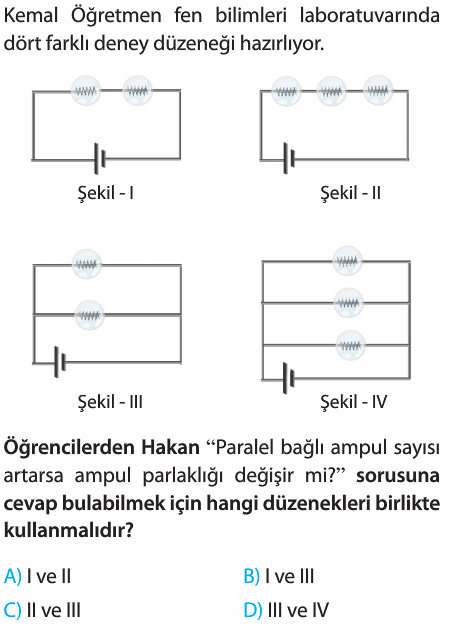 Kemal Öğretmen fen bilimleri laboratuvarında
dört farklı deney düzeneği hazırlıyor.
Şekil - I
Şekil - II
Şekil - III
Şekil - IV
Öğrencilerden Hakan “Paralel bağlı ampul sayısı
artarsa ampul parlaklığı değişir mi?” sorusuna
cevap bulabilmek için hangi düzenekleri birlikte
kullanmalıdır?
A) I ve II
B) I ve III
C) II ve III
D) III ve IV